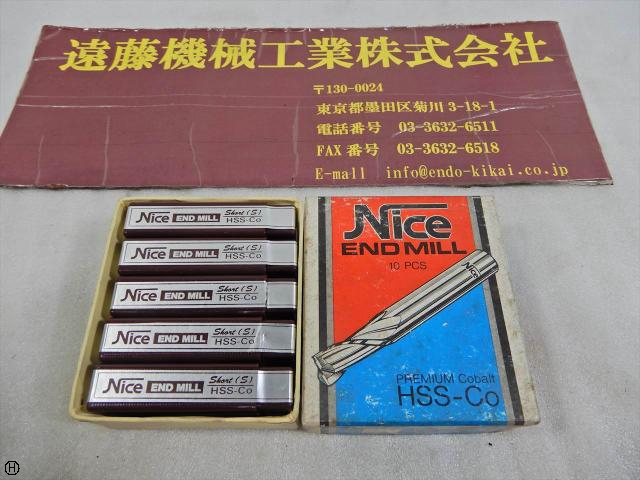 遠藤機械工業株式会社
〒130-0024
東京都墨田区菊川3-18-1
電話番号 03-3632-6511
FAX番号 03-3632-6518
E-mail info@endo-kikai.co.jp
Nice END MILL Short (S) HSS-Co
Nice END MILL Short (S) HSS-Co
Nice END MILL Short (S) HSS-Co
Nice END MILL Short (S) HSS-Co
Nice END MILL Short (S) HSS-Co
Nice
END MILL
10 PCS
NICE
PREMIUM Cobalt
HSS-Co
H